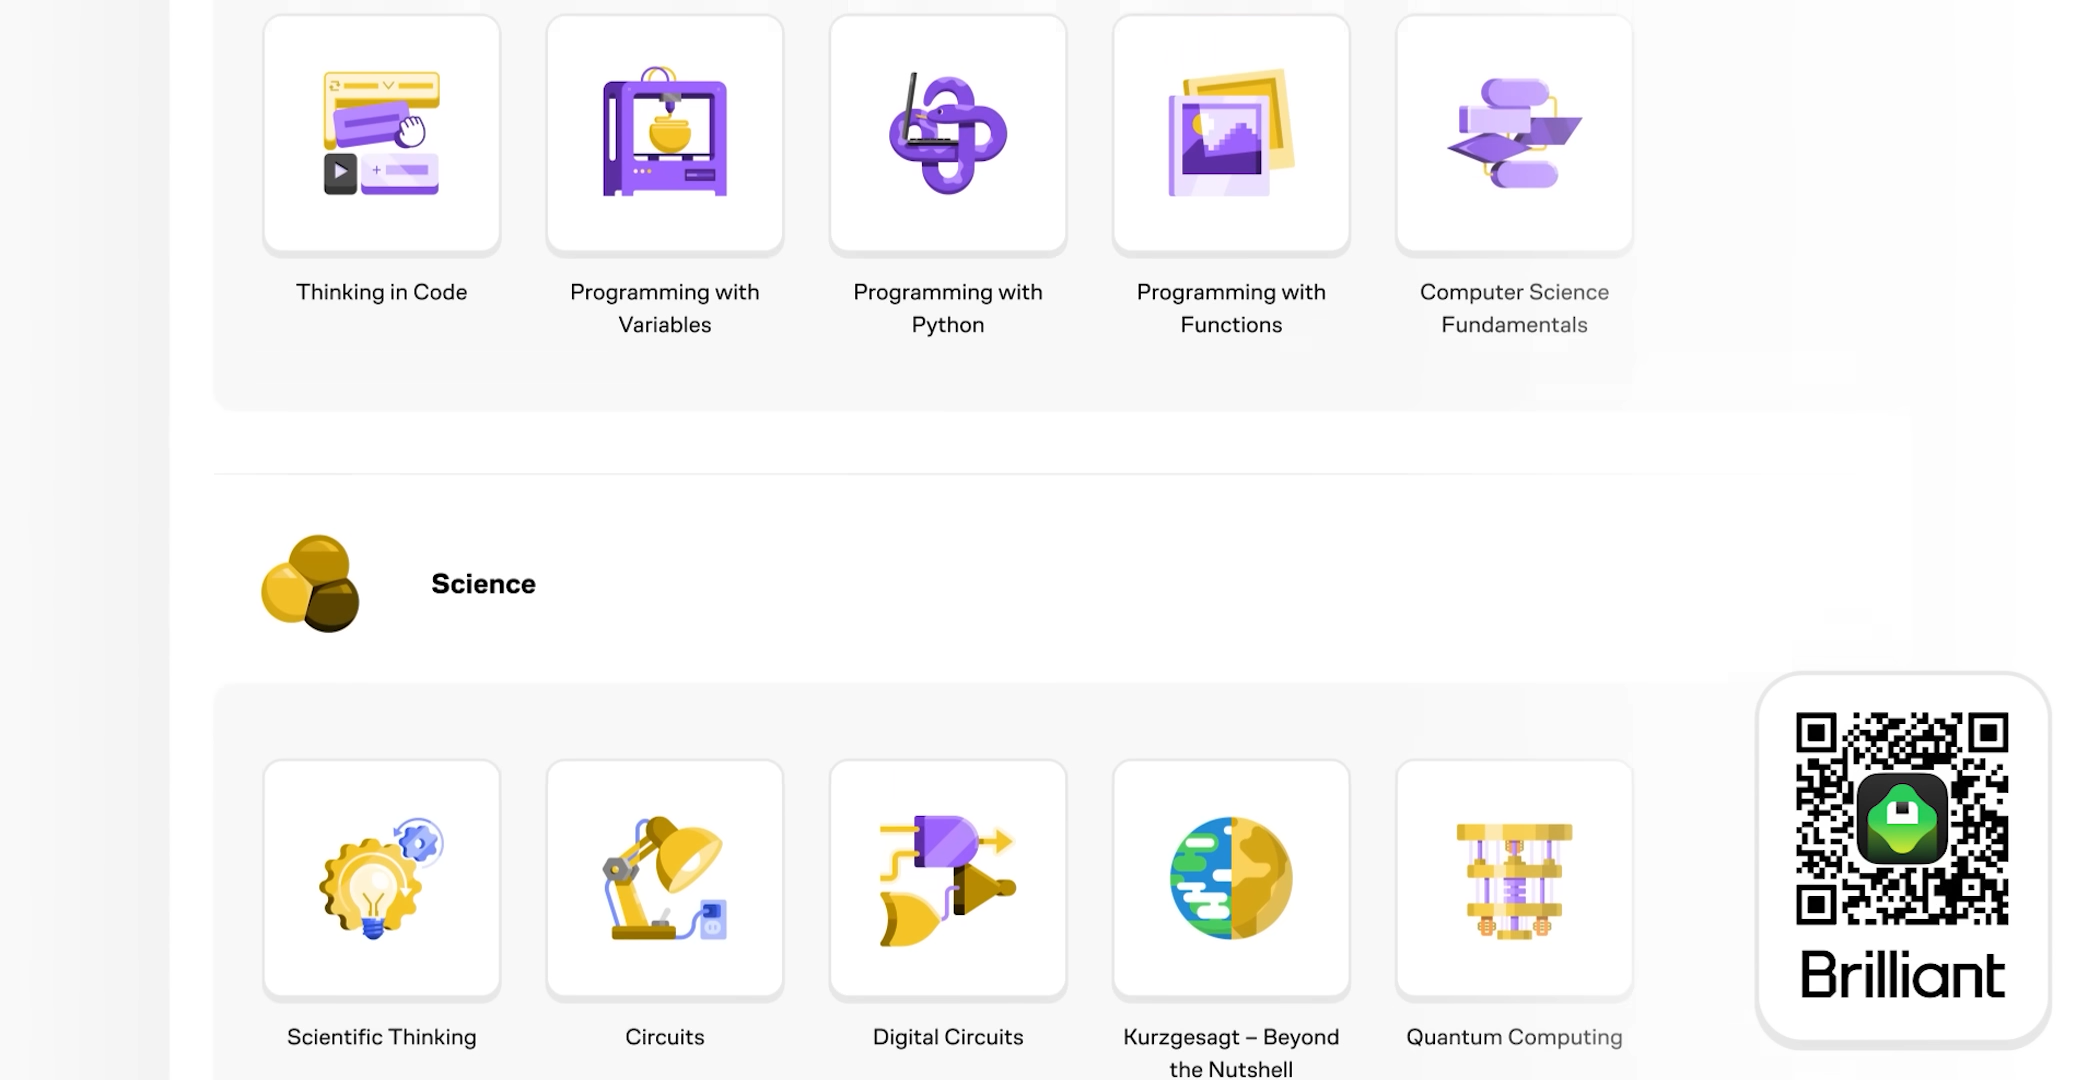 Thinking in Code
Programming with
Variables
Programming with
Python
Programming with
Functions
Computer Science
Fundamentals
Science
Scientific Thinking
Circuits
Digital Circuits
Kurzgesagt – Beyond
the Nutshell
Quantum Computing
Brilliant